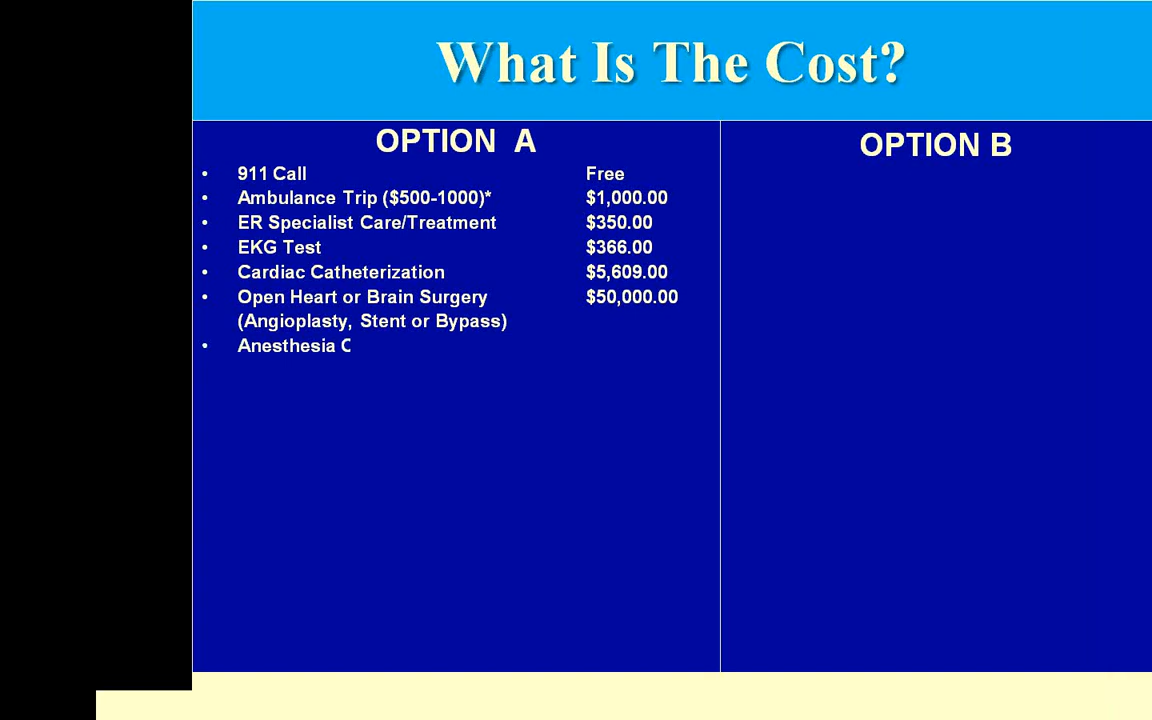 What Is The Cost?
OPTION A
• 911 Call Free
• Ambulance Trip ($500-1000)* $1,000.00
• ER Specialist Care/Treatment $350.00
• EKG Test $366.00
• Cardiac Catheterization $5,609.00
• Open Heart or Brain Surgery $50,000.00
(Angioplasty, Stent or Bypass)
• Anesthesia C
OPTION B